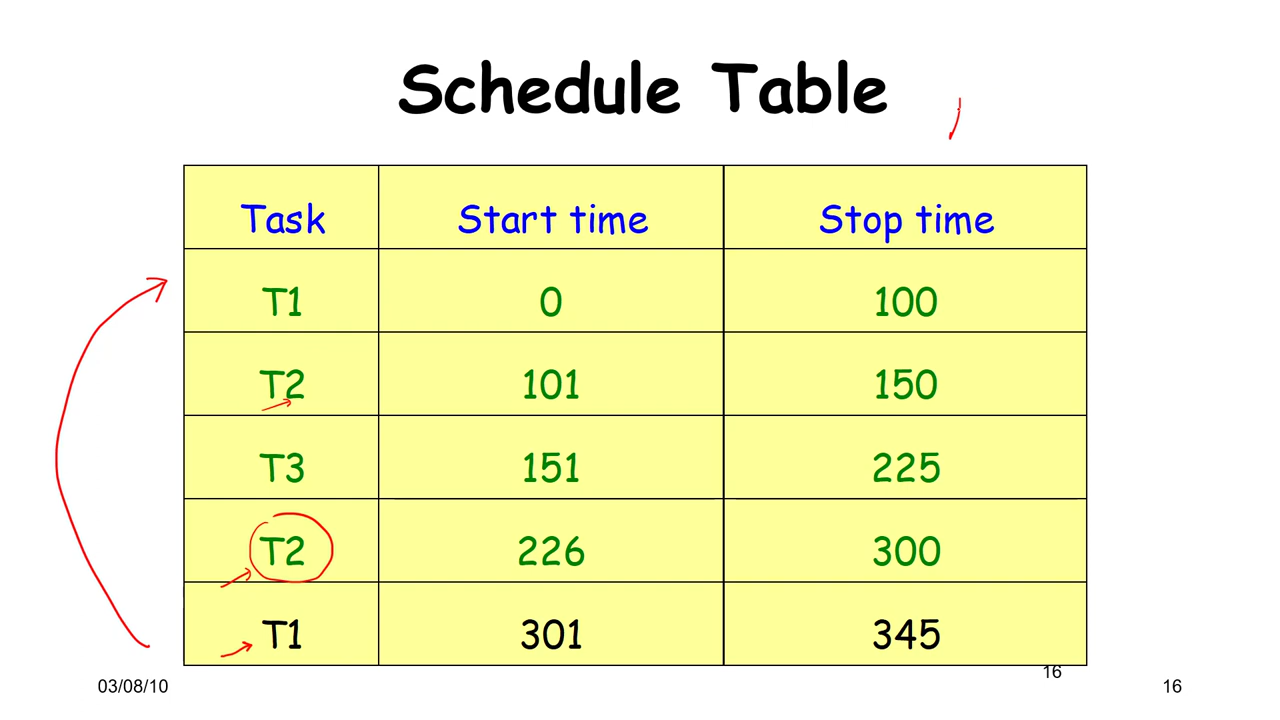 Schedule Table
Task Start time Stop time
T1 0 100
T2 101 150
T3 151 225
T2 226 300
T1 301 345
16
03/08/10 16